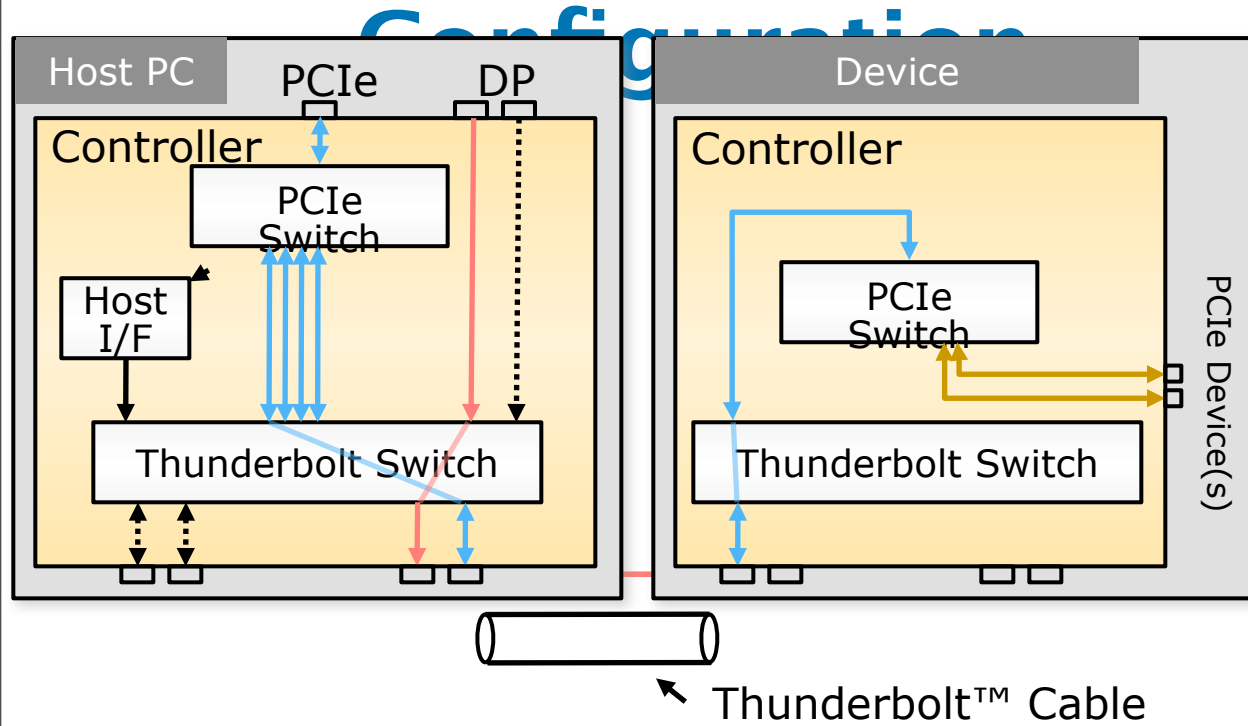 Configuration
Host PC
PCIe
DP
Controller
PCIe
Switch
Host
I/F
Thunderbolt Switch
Device
Controller
PCIe
Switch
PCIe Device(s)
Thunderbolt Switch
Thunderbolt™ Cable